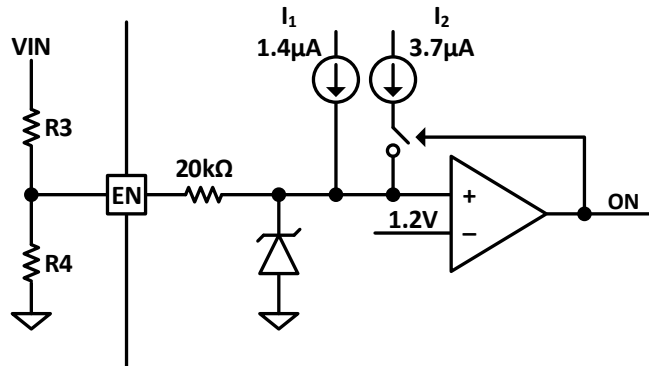 I₁ I₂
VIN 1.4μA 3.7μA
R3
20kΩ
EN
+
1.2V − ON
R4